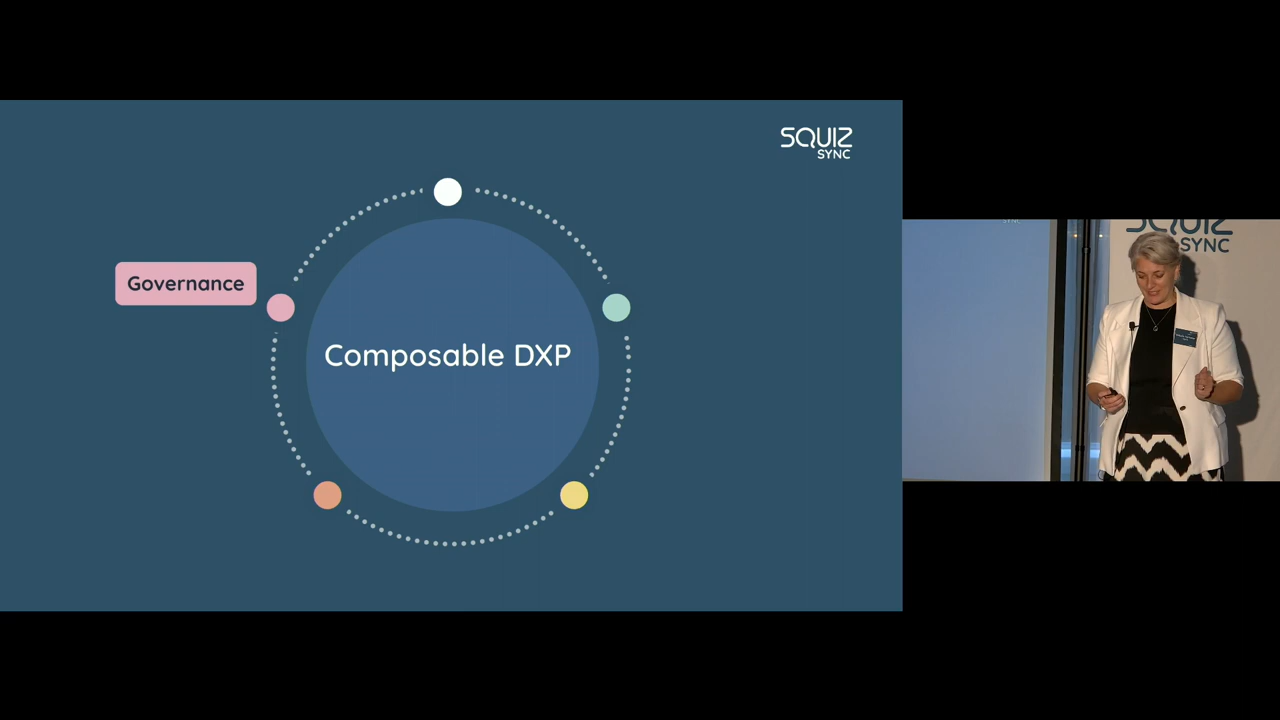 SQUIZ
SYNC
Governance
Composable DXP
SQUIZ
SYNC